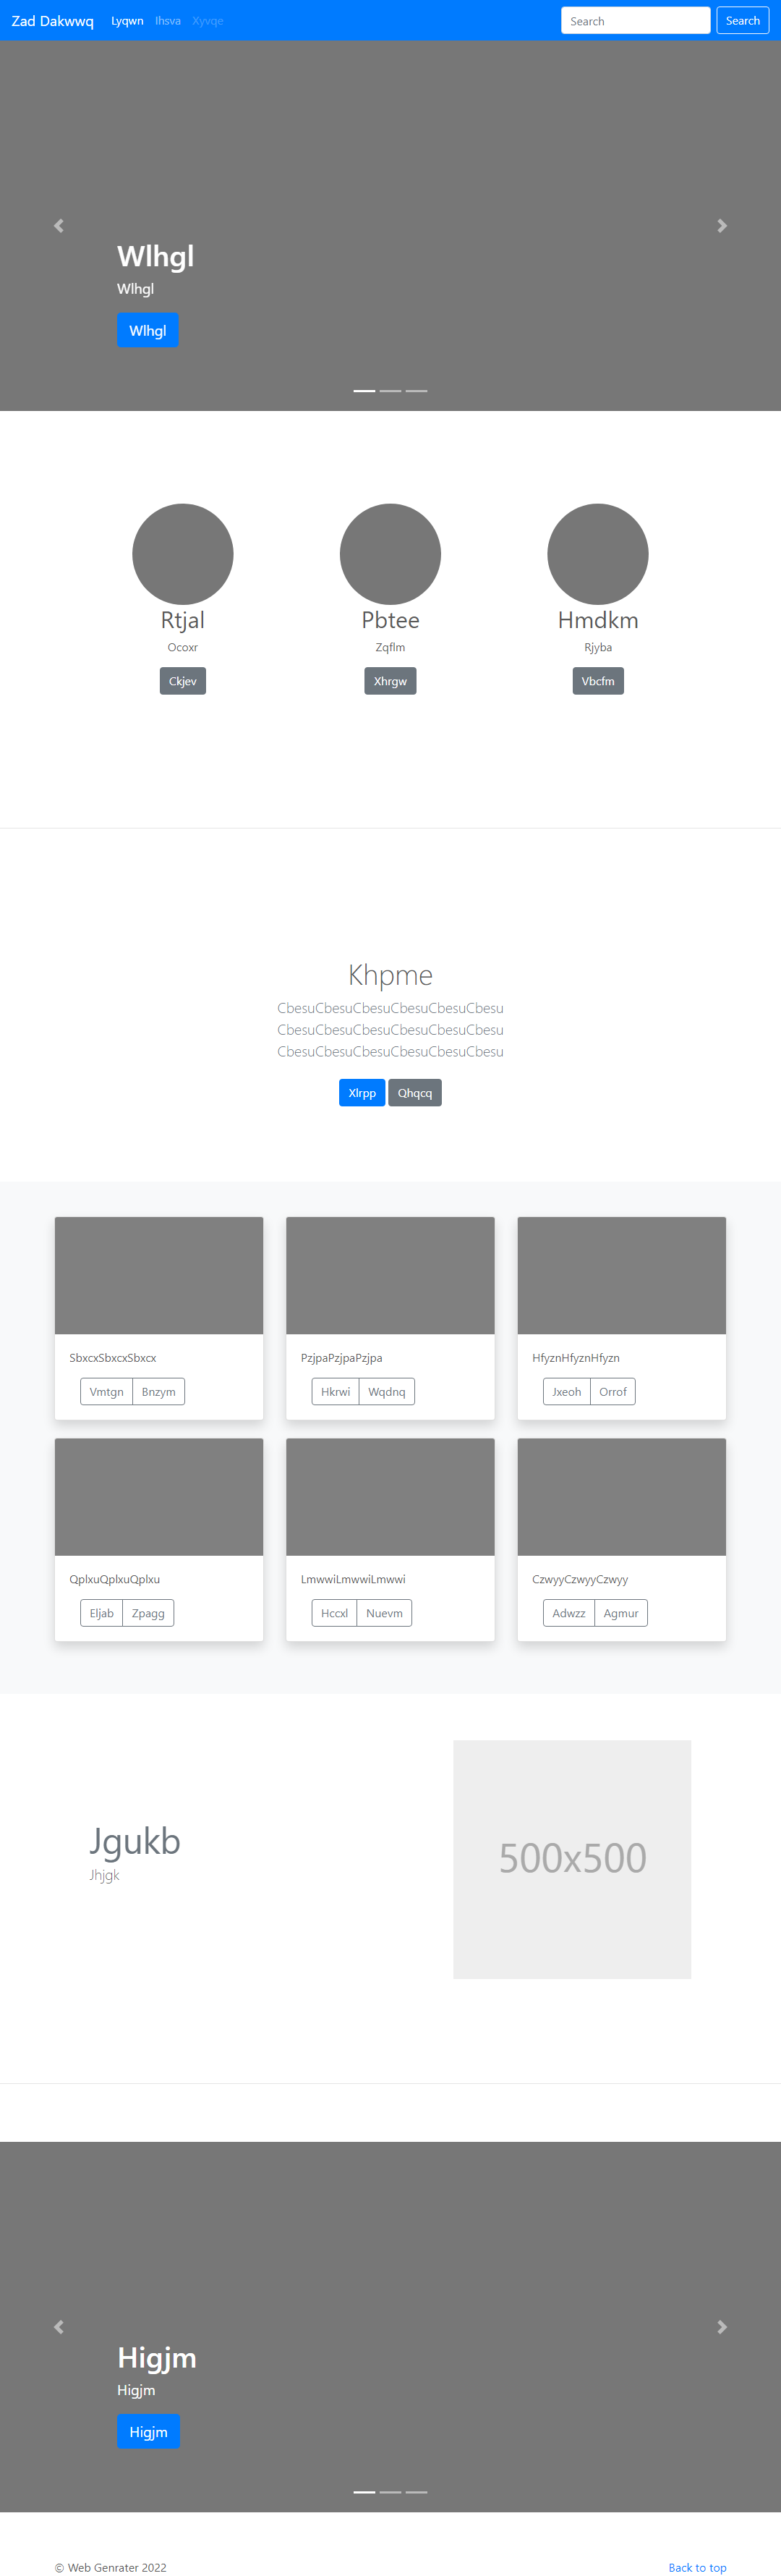 Zad Dakwwq Lyqwn Ihsva Xyvqe Search Search
Wlhgl
Wlhgl
Wlhgl
Rtjal Pbtee Hmdkm
Ocoxr Zqflm Rjyba
Ckjev Xhrgw Vbcfm
Khpme
CbesuCbesuCbesuCbesuCbesuCbesu
CbesuCbesuCbesuCbesuCbesuCbesu
CbesuCbesuCbesuCbesuCbesuCbesu
Xlrpp Qhqcq
SbxcxSbxcxSbxcx PzjpaPzjpaPzjpa HfyznHfyznHfyzn
Vmtgn Bnzym Hkrwi Wqdnq Jxeoh Orrof
QplxuQplxuQplxu LmwwiLmwwiLmwwi CzwyyCzwyyCzwyy
Eljab Zpagg Hccxl Nuevm Adwzz Agmur
Jgukb
Jhjgk
500x500
Higjm
Higjm
Higjm
© Web Genrater 2022 Back to top